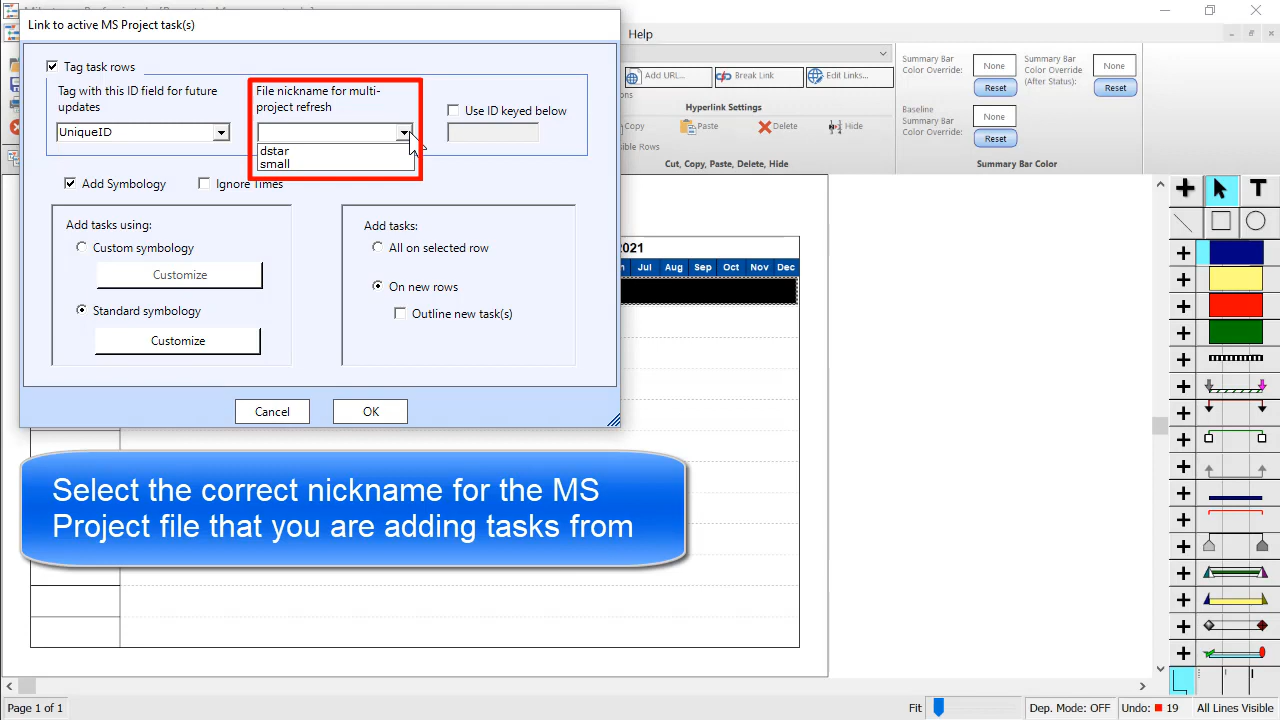 Link to active MS Project task(s)
Help
Tag task rows
Tag with this ID field for future
updates
UniqueID
File nickname for multi-
project refresh
dstar
small
Use ID keyed below
Add Symbology
Ignore Times
Add tasks using:
Custom symbology
Customize
Standard symbology
Customize
Add tasks:
All on selected row
On new rows
Outline new task(s)
Cancel
OK
Add URL...
Break Link
Edit Links...
Hyperlink Settings
Copy
Paste
Delete
Hide
Cut, Copy, Paste, Delete, Hide
Summary Bar
Color Override:
None
Reset
Summary Bar
Color Override
(After Status):
None
Reset
Baseline
Summary Bar
Color Override:
None
Reset
Summary Bar Color
2021
Jul Aug Sep Oct Nov Dec
T
Select the correct nickname for the MS
Project file that you are adding tasks from
Page 1 of 1
Fit
Dep. Mode: OFF
Undo: 19
All Lines Visible